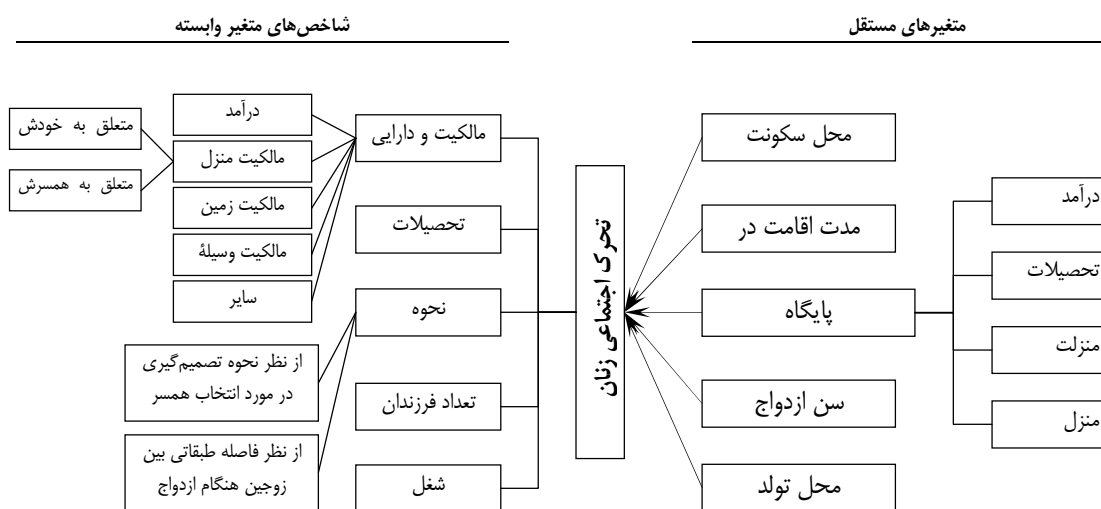 متغیرهای مستقل
شاخص‌های متغیر وابسته
درآمد
تحصیلات
منزلت
منزل
محل سکونت
مدت اقامت در
پایگاه
سن ازدواج
محل تولد
تحرک اجتماعی زنان
مالکیت و دارایی
تحصیلات
نحوه
تعداد فرزندان
شغل
درآمد
مالکیت منزل
مالکیت زمین
مالکیت وسیلۀ
سایر
متعلق به خودش
متعلق به همسرش
از نظر نحوه تصمیم‌گیری
در مورد انتخاب همسر
از نظر فاصله طبقاتی بین
زوجین هنگام ازدواج